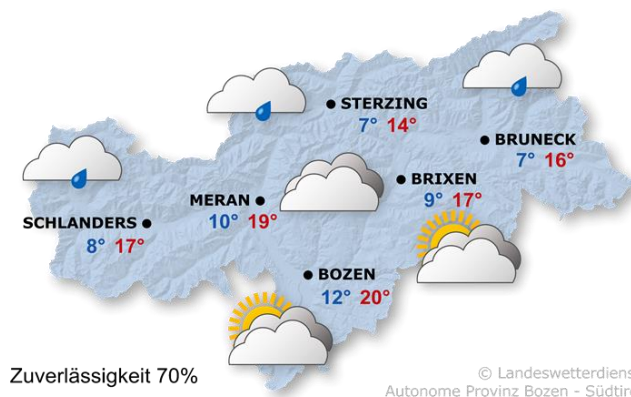 STERZING
7° 14°
BRUNECK
7° 16°
BRIXEN
9° 17°
MERAN
10° 19°
SCHLANDERS
8° 17°
BOZEN
12° 20°
Zuverlässigkeit 70%
© Landeswetterdiens
Autonome Provinz Bozen - Südtiro